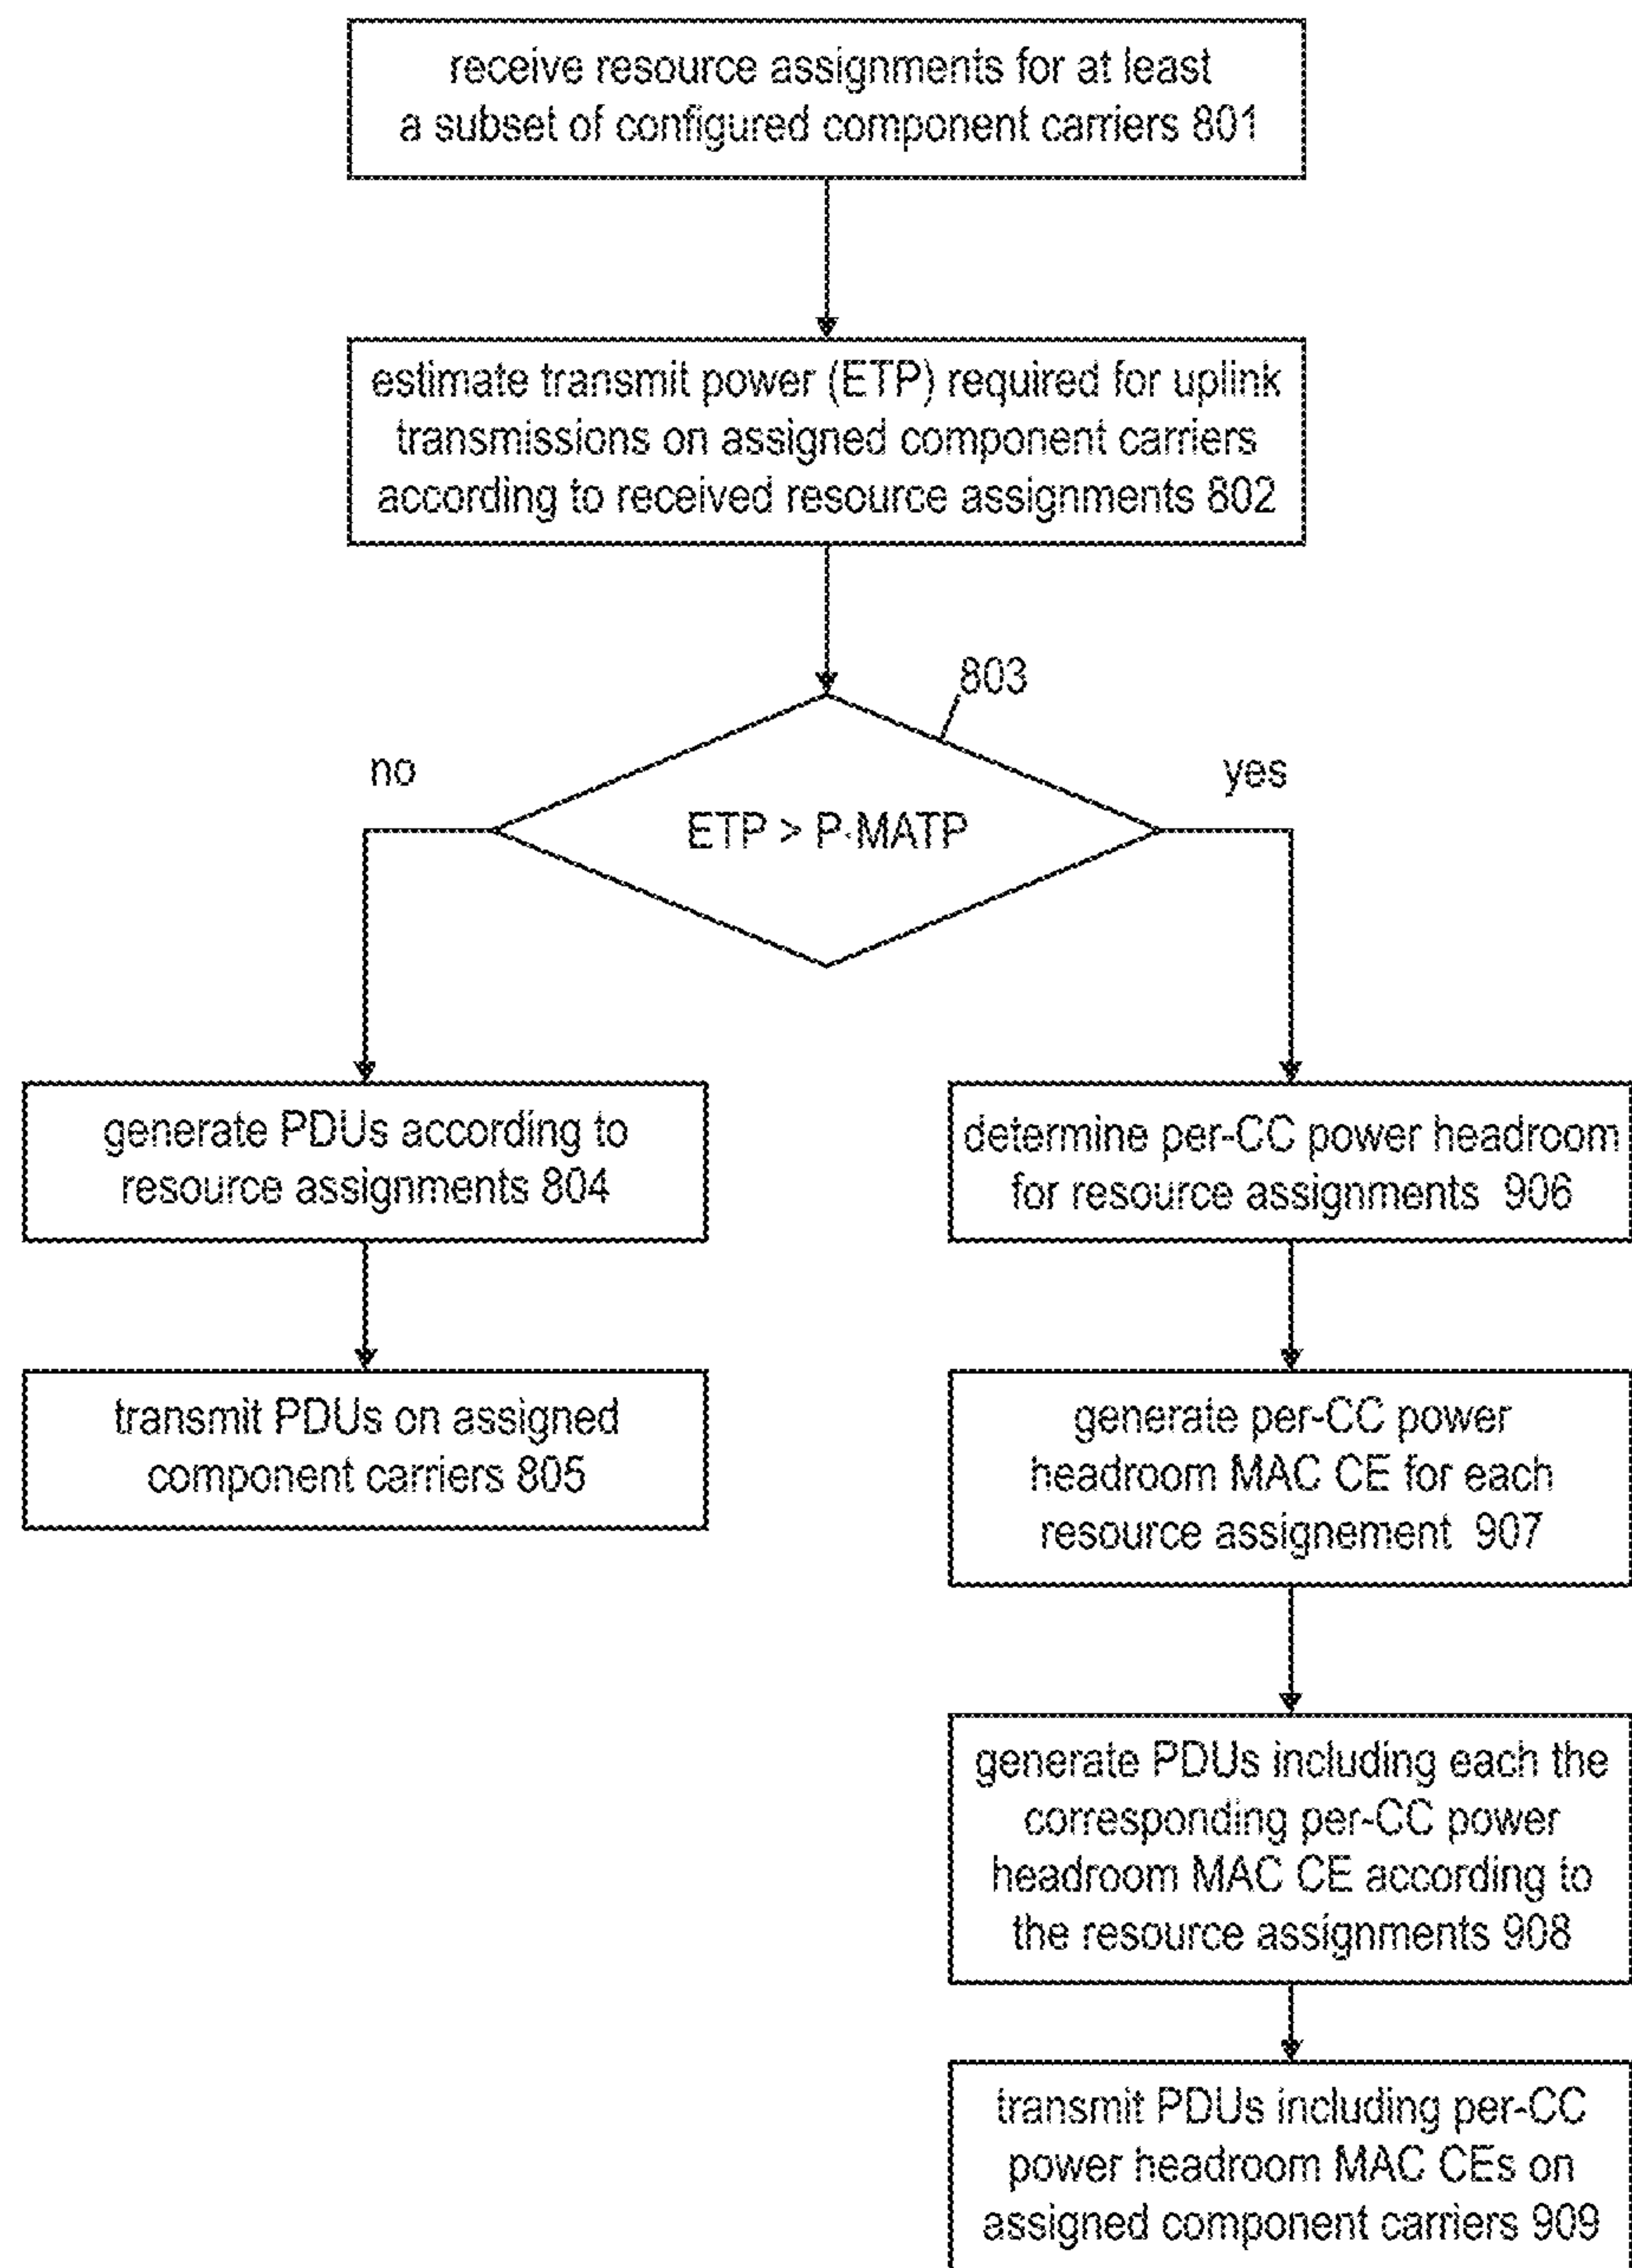 receive resource assignments for at least
a subset of configured component carriers 801
estimate transmit power (ETP) required for uplink
transmissions on assigned component carriers
according to received resource assignments 802
803
no
yes
ETP > P-MATP
generate PDUs according to
resource assignments 804
transmit PDUs on assigned
component carriers 805
determine per-CC power headroom
for resource assignments 906
generate per-CC power
headroom MAC CE for each
resource assignement 907
generate PDUs including each the
corresponding per-CC power
headroom MAC CE according to
the resource assignments 908
transmit PDUs including per-CC
power headroom MAC CEs on
assigned component carriers 909